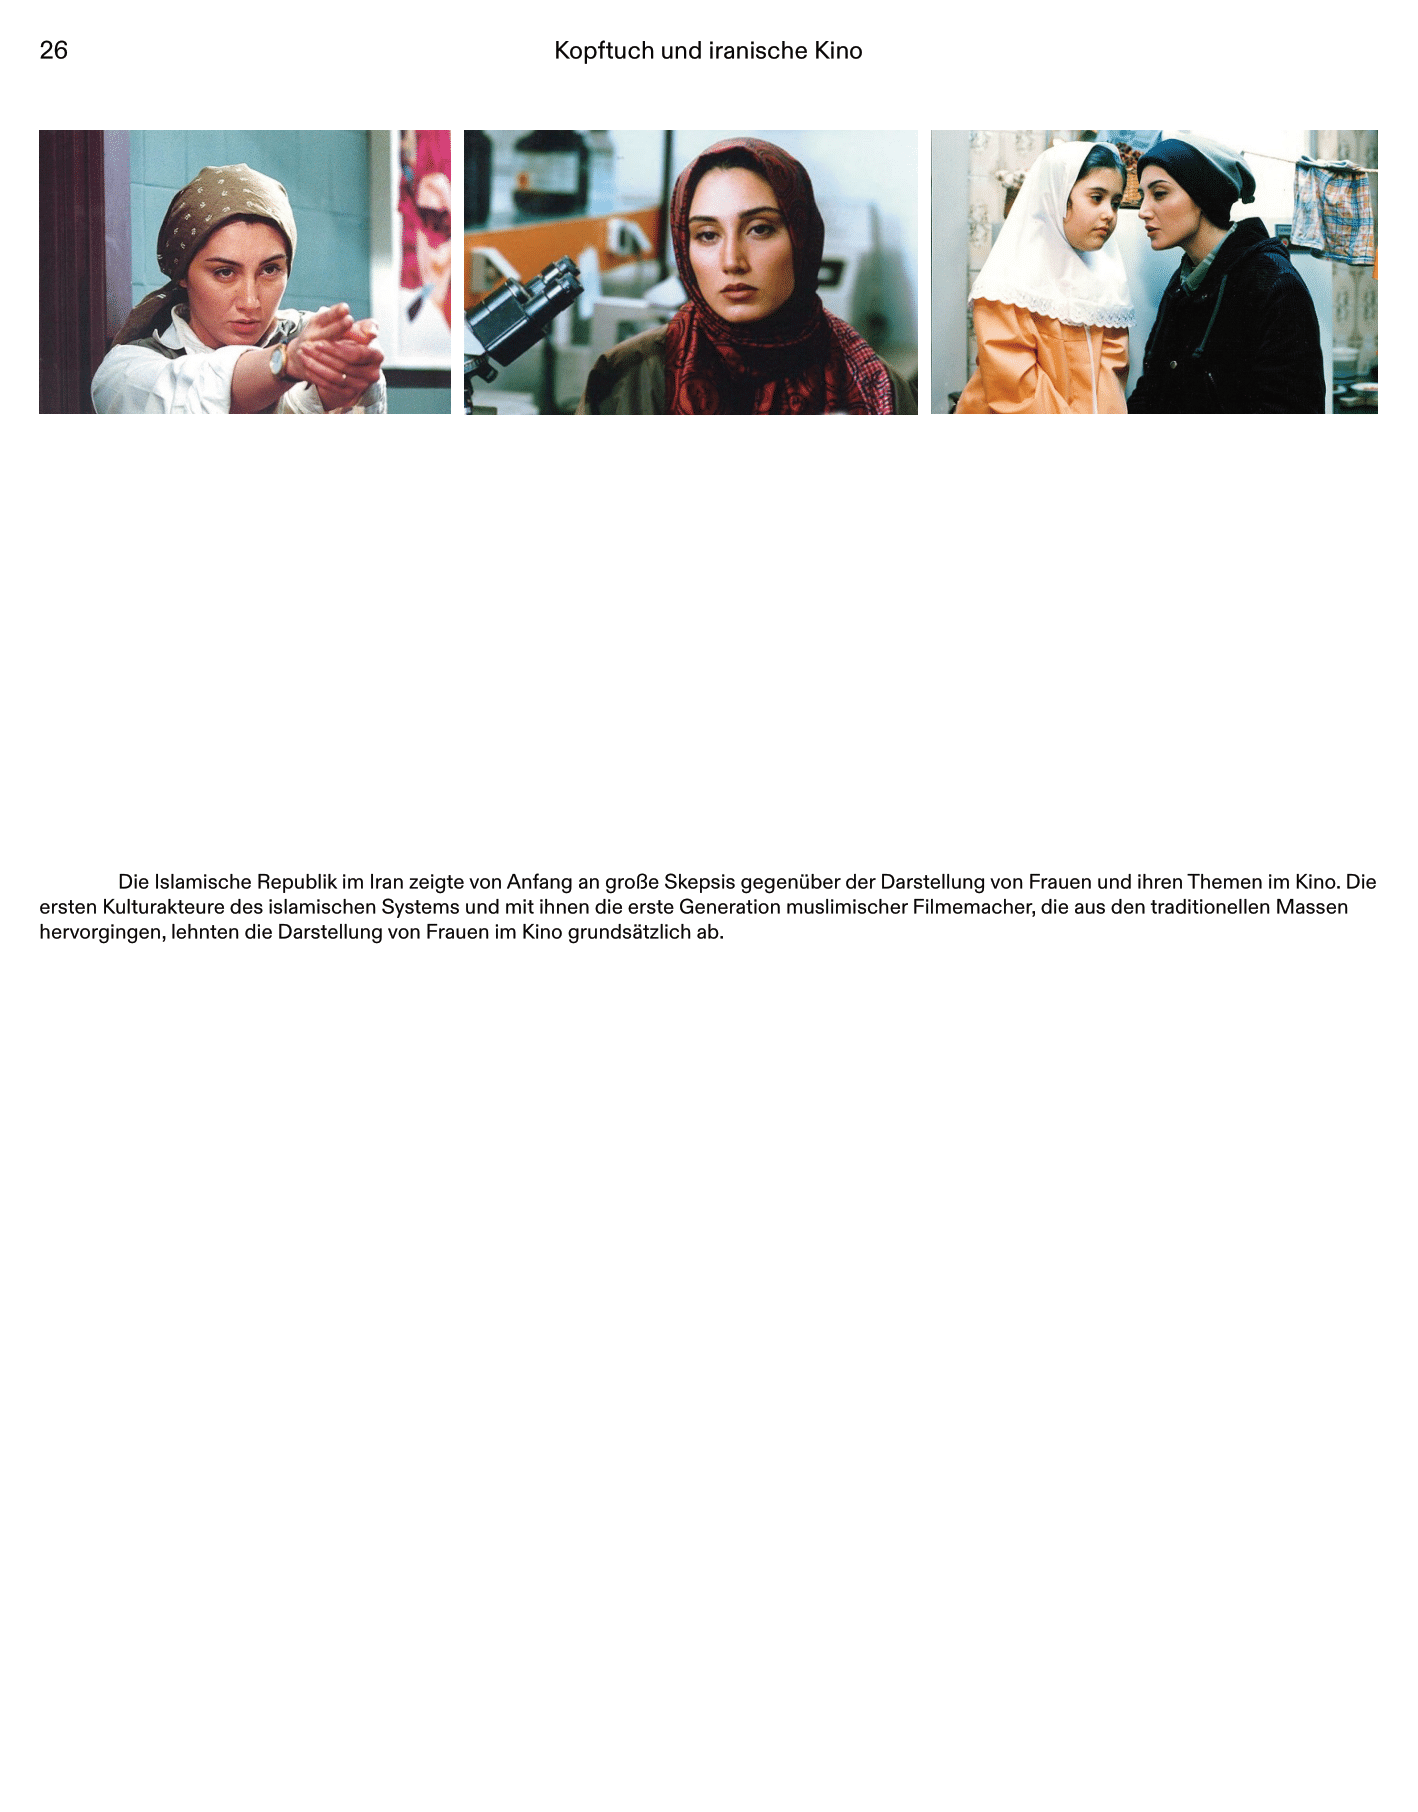 26
Kopftuch und iranische Kino
Die Islamische Republik im Iran zeigte von Anfang an große Skepsis gegenüber der Darstellung von Frauen und ihren Themen im Kino. Die
ersten Kulturakteure des islamischen Systems und mit ihnen die erste Generation muslimischer Filmemacher, die aus den traditionellen Massen
hervorgingen, lehnten die Darstellung von Frauen im Kino grundsätzlich ab.